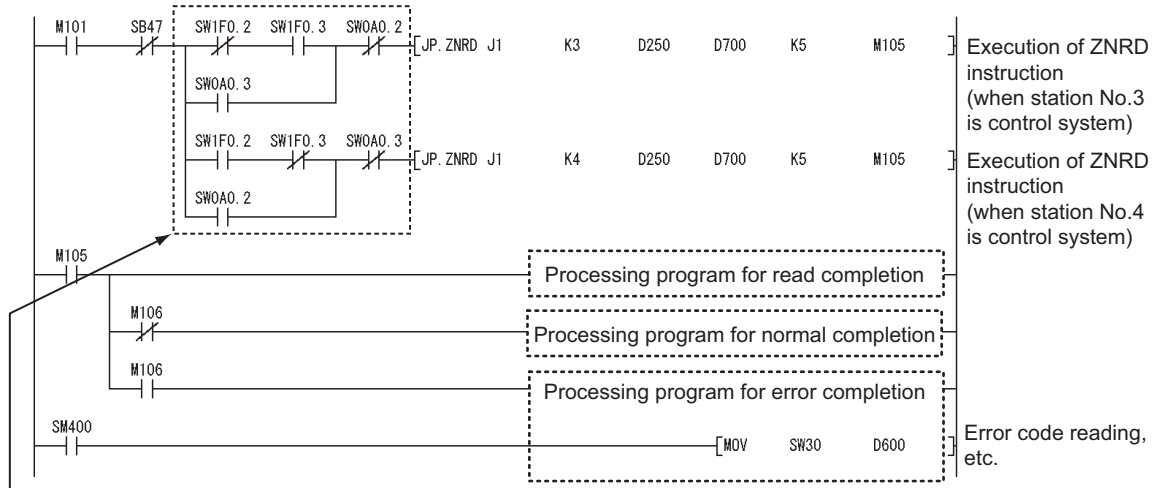 M101 SB47 SW1F0.2 SW1F0.3 SW0A0.2
JP.ZNRD J1 K3 D250 D700 K5 M105
Execution of ZNRD
instruction
(when station No.3
is control system)
SW0A0.3
SW1F0.2 SW1F0.3 SW0A0.3
JP.ZNRD J1 K4 D250 D700 K5 M105
Execution of ZNRD
instruction
(when station No.4
is control system)
SW0A0.2
M105
Processing program for read completion
M106
Processing program for normal completion
M106
Processing program for error completion
SM400
MOV SW30 D600
Error code reading,
etc.